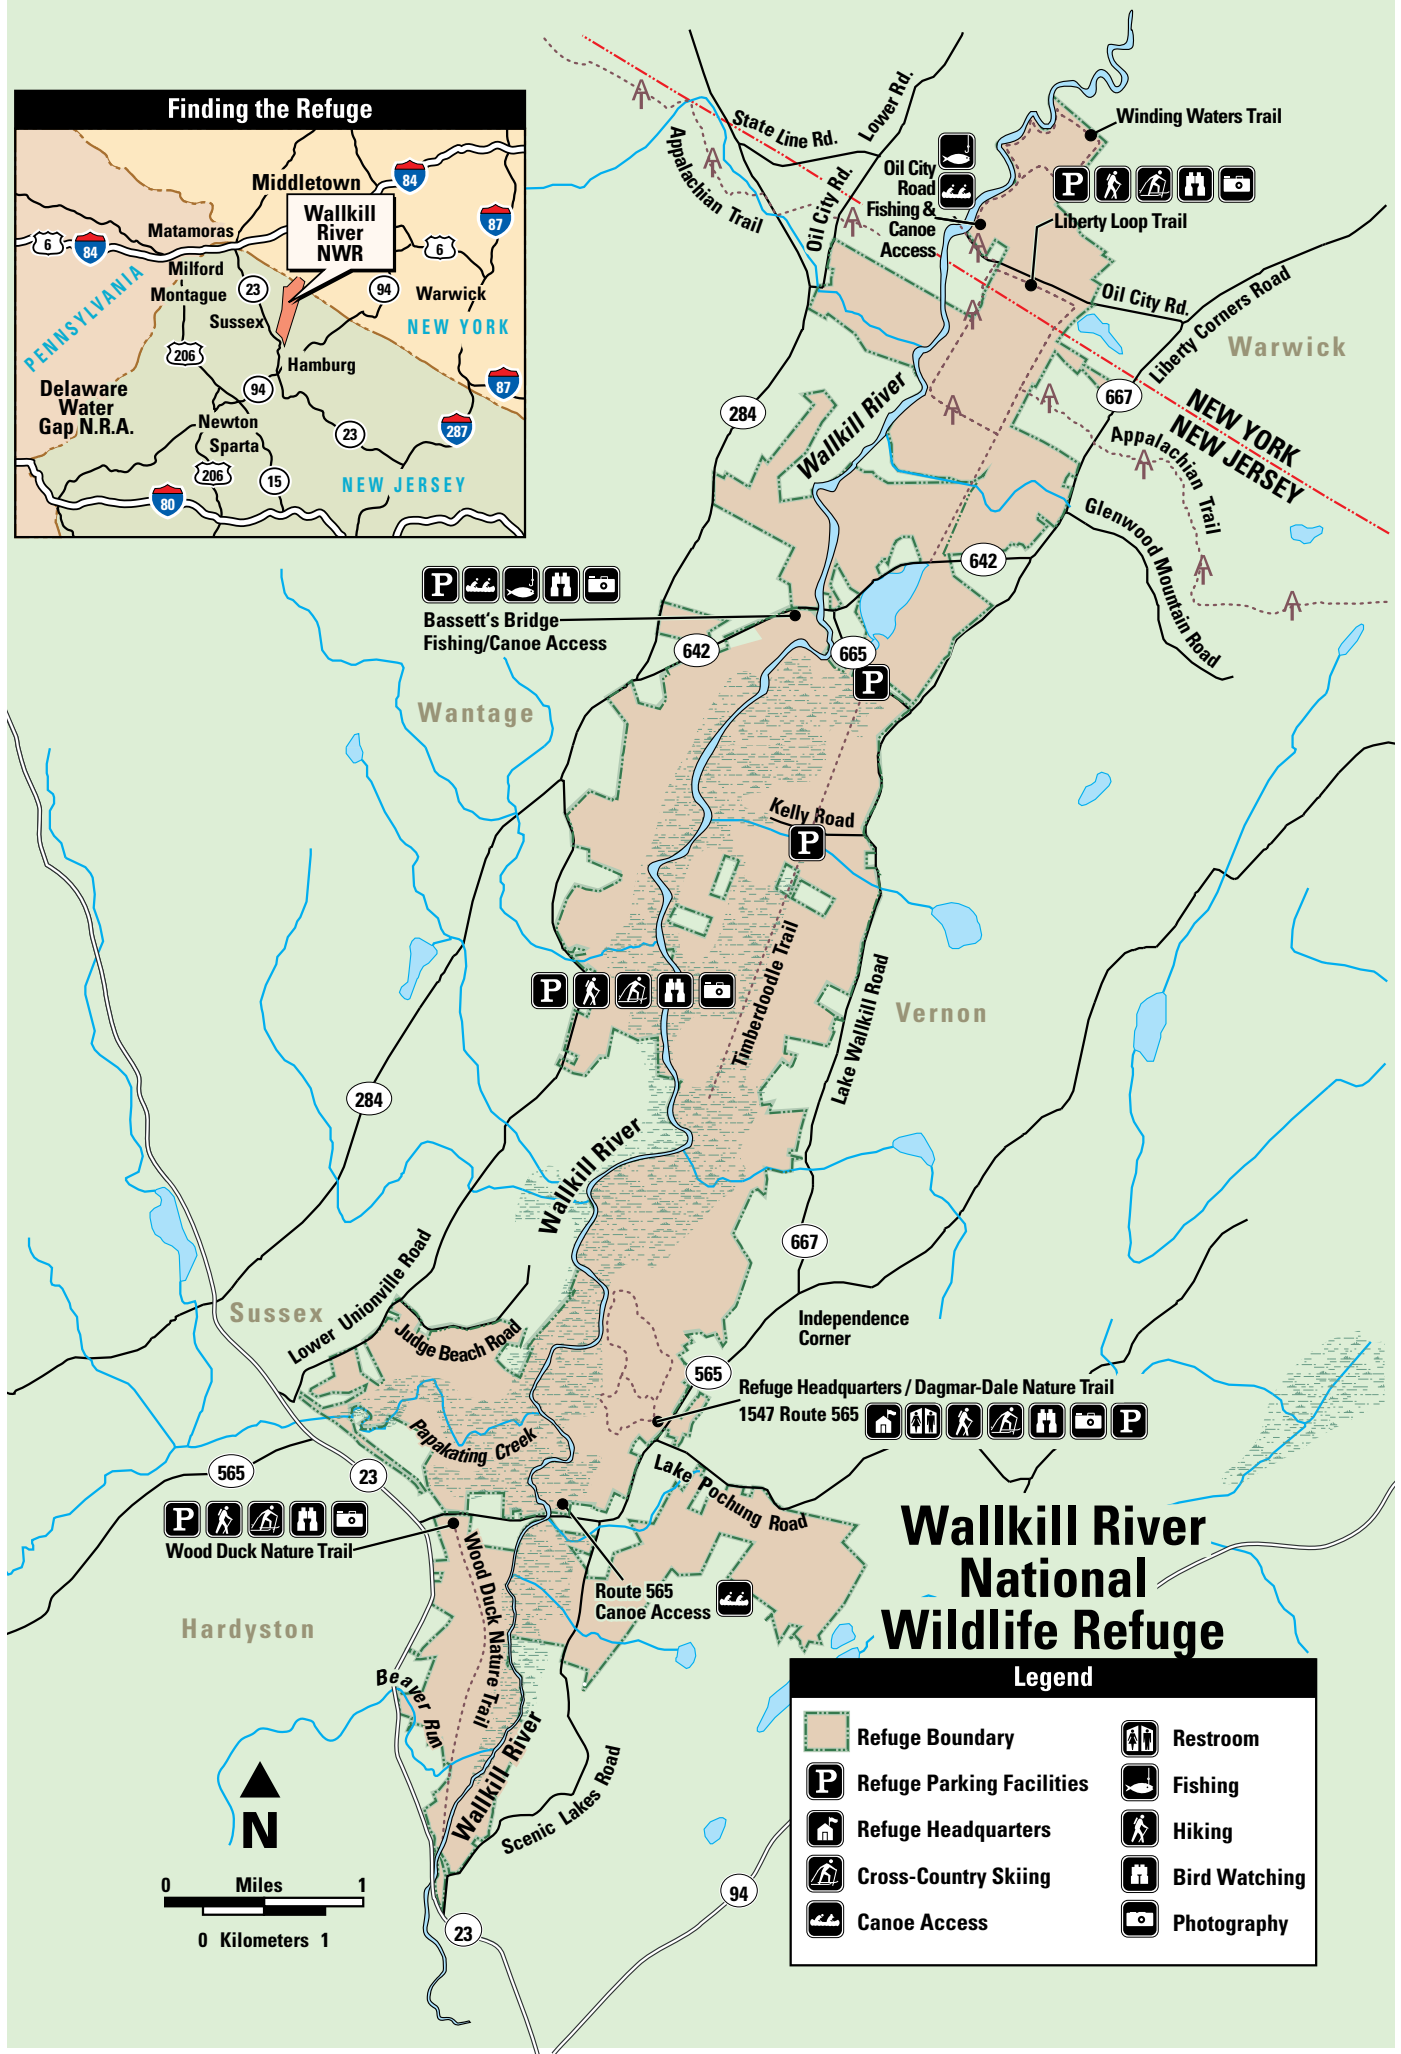 Finding the Refuge
Middletown
84
Wallkill
River
NWR
87
Matamoras
6
84
6
Milford
Montague
23
94
Warwick
Sussex
NEW YORK
PENNSYLVANIA
206
Hamburg
Delaware
Water
Gap N.R.A.
94
87
Newton
23
287
Sparta
206
15
NEW JERSEY
80
Winding Waters Trail
State Line Rd.
Lower Rd.
Appalachian Trail
Oil City Rd.
Oil City
Road
Fishing &
Canoe
Access
P
Liberty Loop Trail
Oil City Rd.
Liberty Corners Road
Warwick
667
284
Wallkill River
NEW YORK
NEW JERSEY
Appalachian Trail
Glenwood Mountain Road
642
P
Bassett's Bridge
Fishing/Canoe Access
642
665
P
Wantage
Kelly Road
P
Timberdoodle Trail
P
Lake Wallkill Road
Vernon
284
Wallkill River
667
Lower Unionville Road
Sussex
Judge Beach Road
Independence
Corner
565
Refuge Headquarters / Dagmar-Dale Nature Trail
1547 Route 565
P
Papakating Creek
565
23
Lake Pochung Road
P
Wood Duck Nature Trail
Wood Duck Nature Trail
Route 565
Canoe Access
Hardyston
Beaver Run
Wallkill River
Scenic Lakes Road
Wallkill River
National
Wildlife Refuge
N
0 Miles 1
0 Kilometers 1
23
94
Legend
Refuge Boundary
P Refuge Parking Facilities
Refuge Headquarters
Cross-Country Skiing
Canoe Access
Restroom
Fishing
Hiking
Bird Watching
Photography